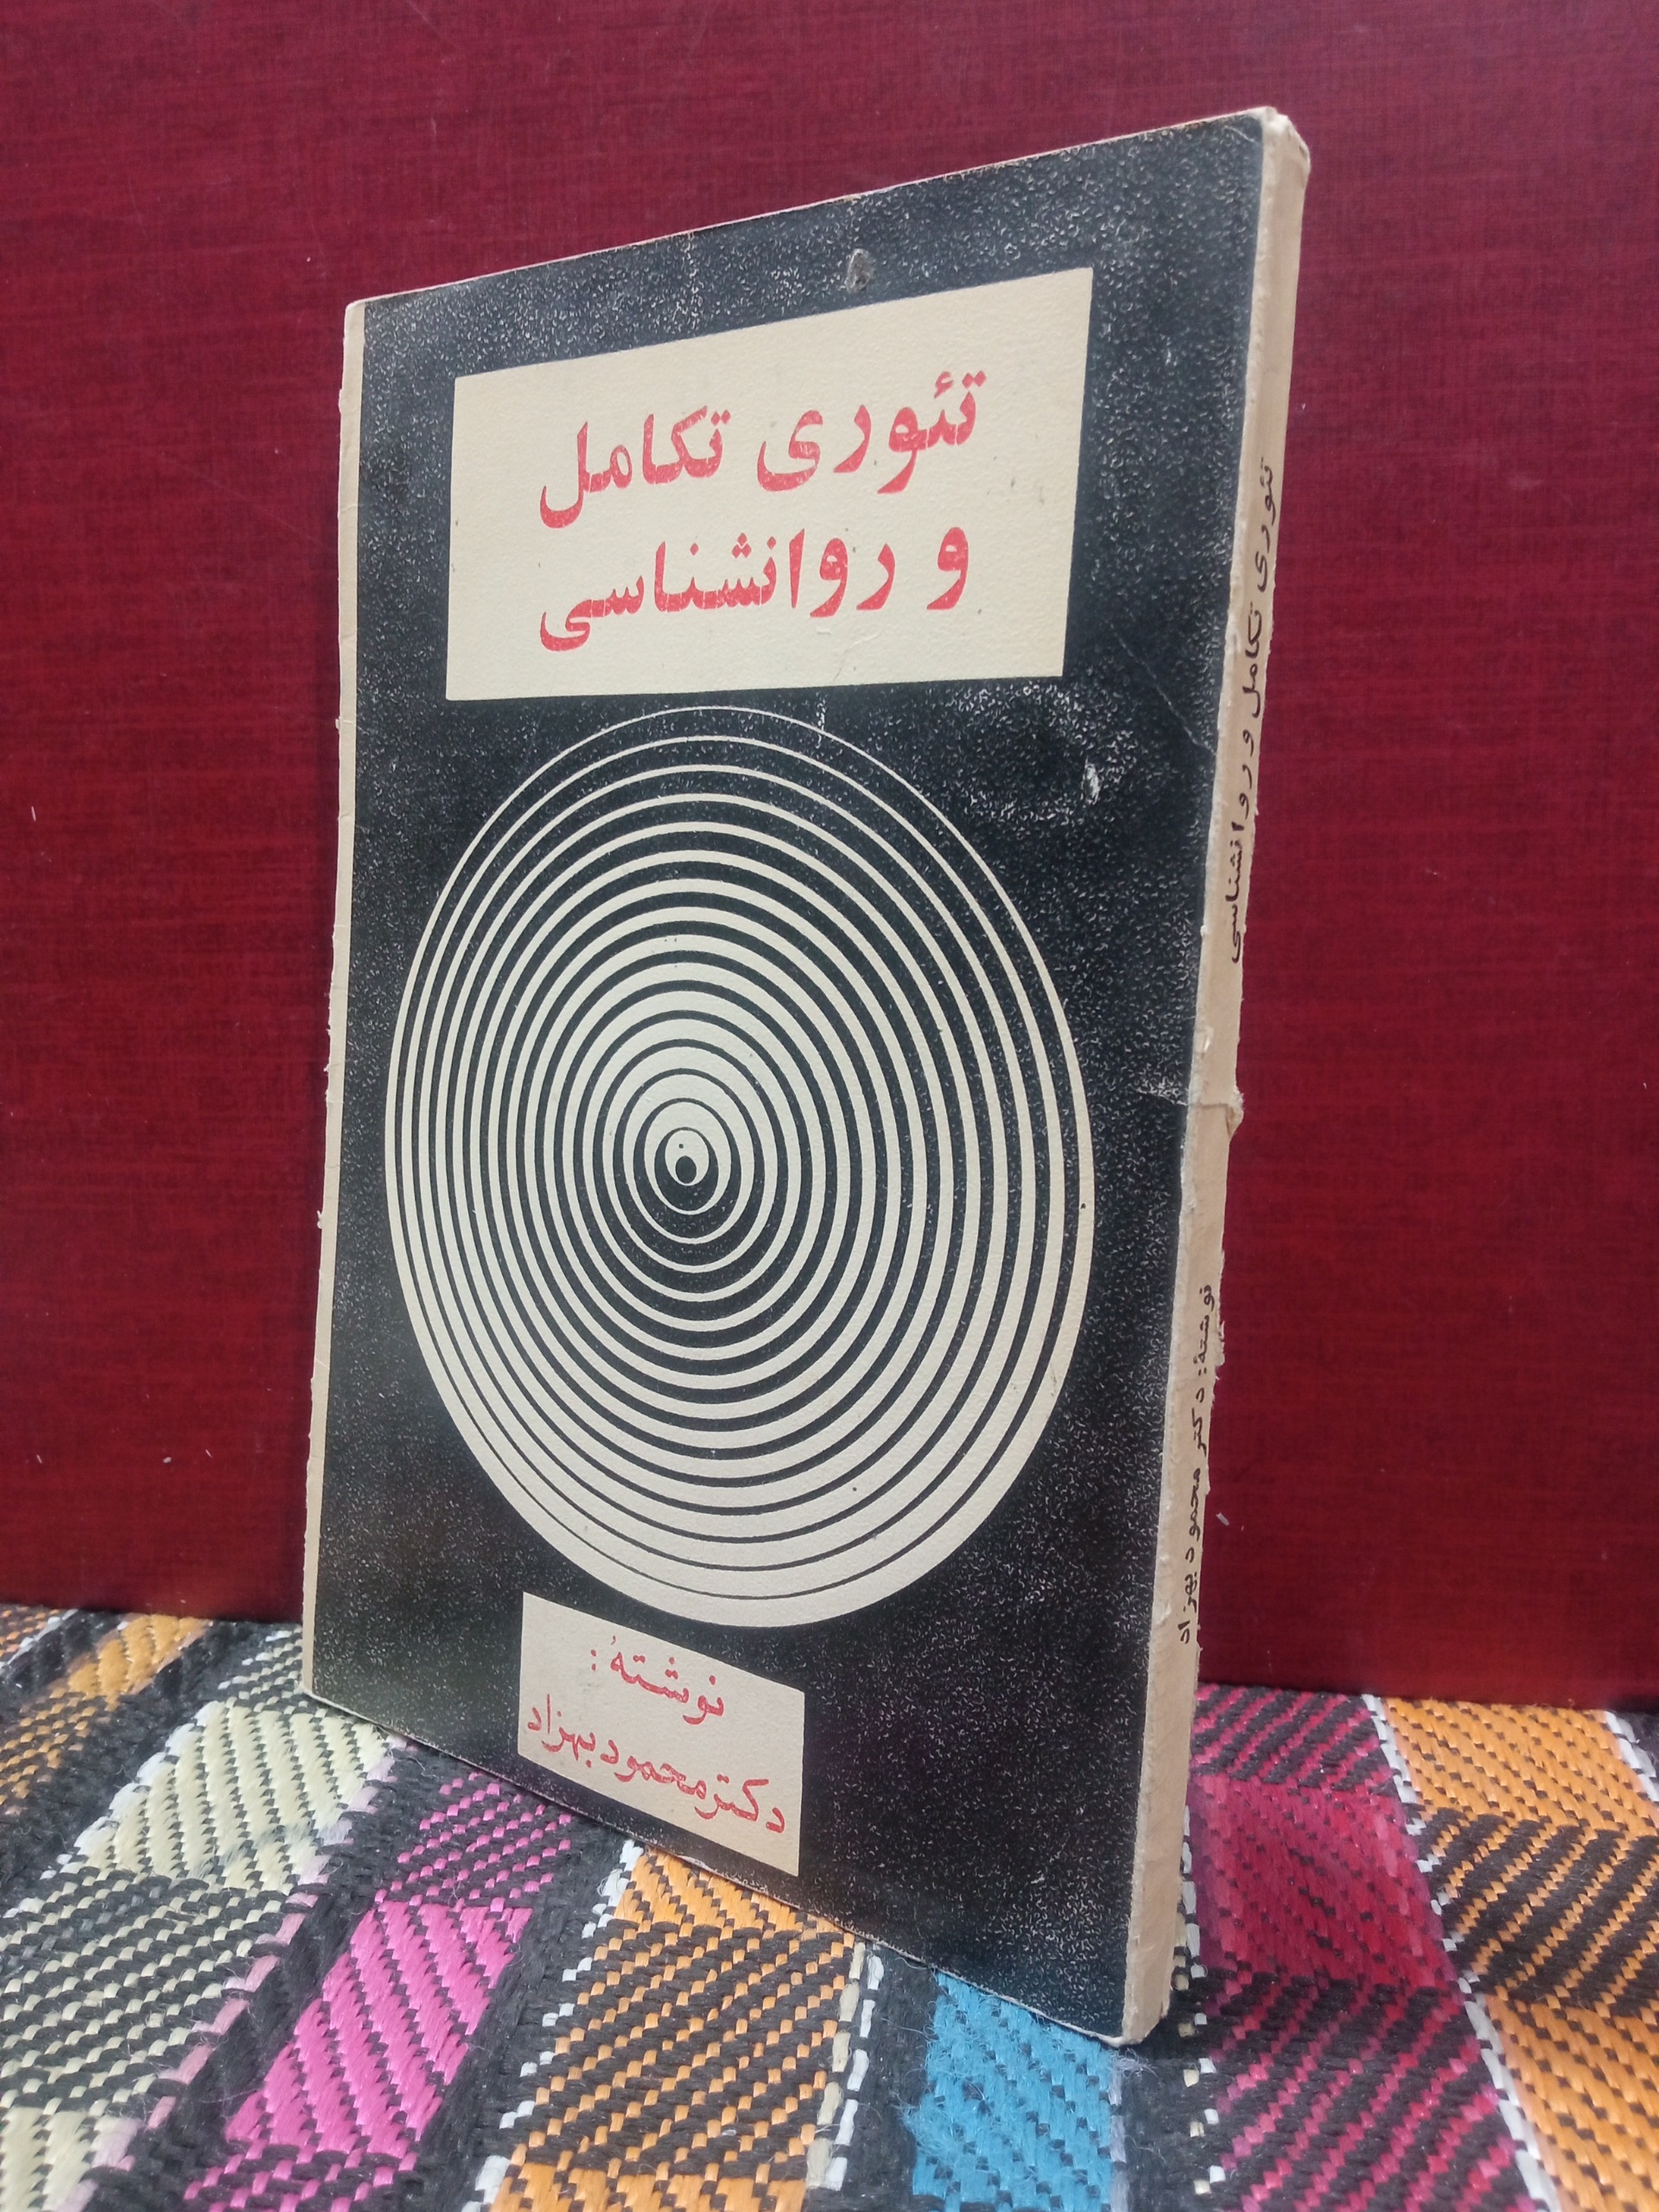 تئوری تکامل
و روانشناسی
نوشتهٔ:
دکتر محمود بهزاد
تئوری تکامل و روانشناسی
نوشتهٔ: دکتر محمود بهزاد